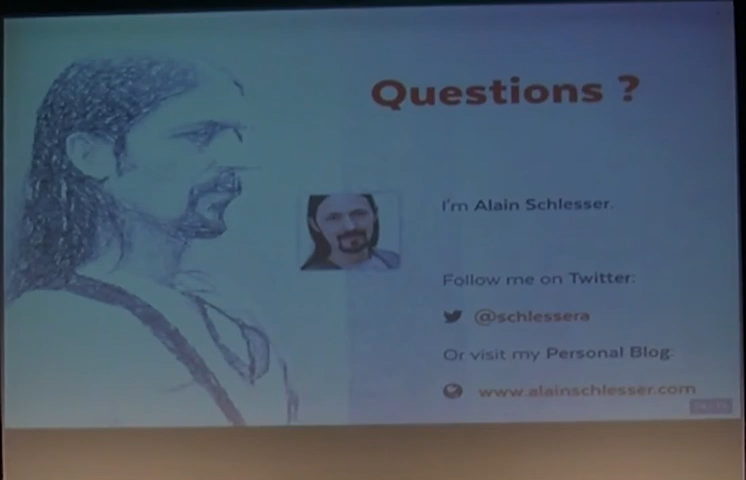 Questions ?
I'm Alain Schlesser.
Follow me on Twitter:
@schlessera
Or visit my Personal Blog:
www.alainschlesser.com